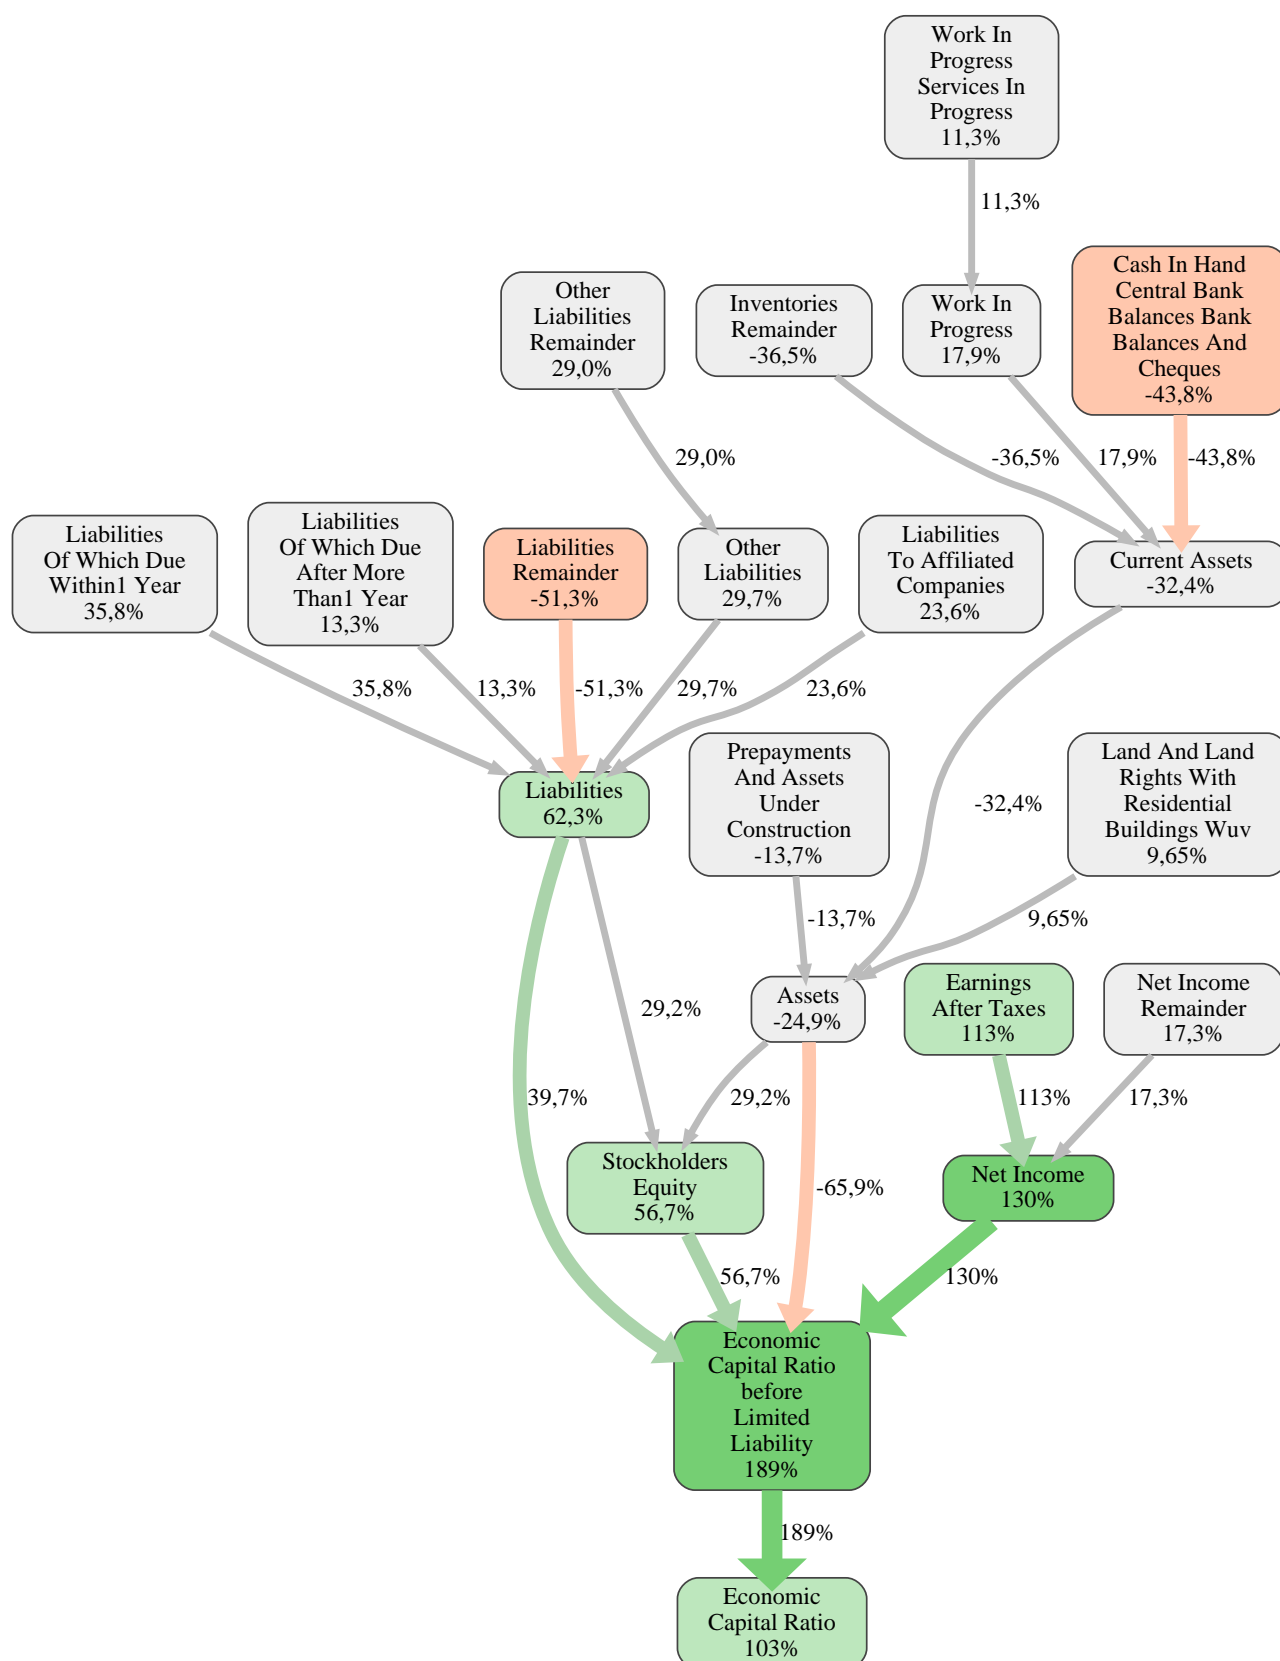 Work In
Progress
Services In
Progress
11,3%
11,3%
Other
Liabilities
Remainder
29,0%
Inventories
Remainder
-36,5%
Work In
Progress
17,9%
Cash In Hand
Central Bank
Balances Bank
Balances And
Cheques
-43,8%
29,0%
-36,5%
17,9%
-43,8%
Liabilities
Of Which Due
Within1 Year
35,8%
Liabilities
Of Which Due
After More
Than1 Year
13,3%
Liabilities
Remainder
-51,3%
Other
Liabilities
29,7%
Liabilities
To Affiliated
Companies
23,6%
Current Assets
-32,4%
35,8%
13,3%
-51,3%
29,7%
23,6%
Liabilities
62,3%
Prepayments
And Assets
Under
Construction
-13,7%
-32,4%
Land And Land
Rights With
Residential
Buildings Wuv
9,65%
-13,7%
9,65%
Assets
-24,9%
Earnings
After Taxes
113%
Net Income
Remainder
17,3%
29,2%
39,7%
29,2%
113%
17,3%
Stockholders
Equity
56,7%
-65,9%
Net Income
130%
56,7%
130%
Economic
Capital Ratio
before
Limited
Liability
189%
189%
Economic
Capital Ratio
103%